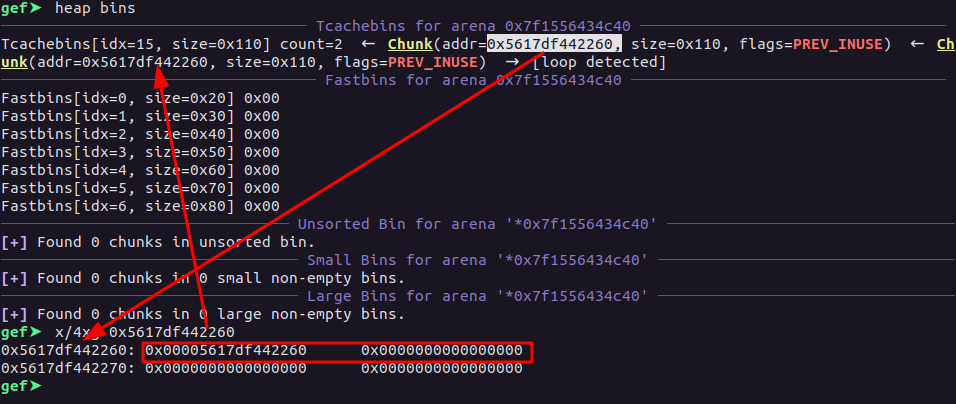 gef➤  heap bins
Tcachebins for arena 0x7f1556434c40
Tcachebins[idx=15, size=0x110] count=2  ←  Chunk(addr=0x5617df442260, size=0x110, flags=PREV_INUSE)  ←  Ch
unk(addr=0x5617df442260, size=0x110, flags=PREV_INUSE)  →  [loop detected]
Fastbins for arena 0x7f1556434c40
Fastbins[idx=0, size=0x20] 0x00
Fastbins[idx=1, size=0x30] 0x00
Fastbins[idx=2, size=0x40] 0x00
Fastbins[idx=3, size=0x50] 0x00
Fastbins[idx=4, size=0x60] 0x00
Fastbins[idx=5, size=0x70] 0x00
Fastbins[idx=6, size=0x80] 0x00
Unsorted Bin for arena '*0x7f1556434c40'
[+] Found 0 chunks in unsorted bin.
Small Bins for arena '*0x7f1556434c40'
[+] Found 0 chunks in 0 small non-empty bins.
Large Bins for arena '*0x7f1556434c40'
[+] Found 0 chunks in 0 large non-empty bins.
gef➤  x/4xg 0x5617df442260
0x5617df442260: 0x00005617df442260 0x0000000000000000
0x5617df442270: 0x0000000000000000 0x0000000000000000
gef➤